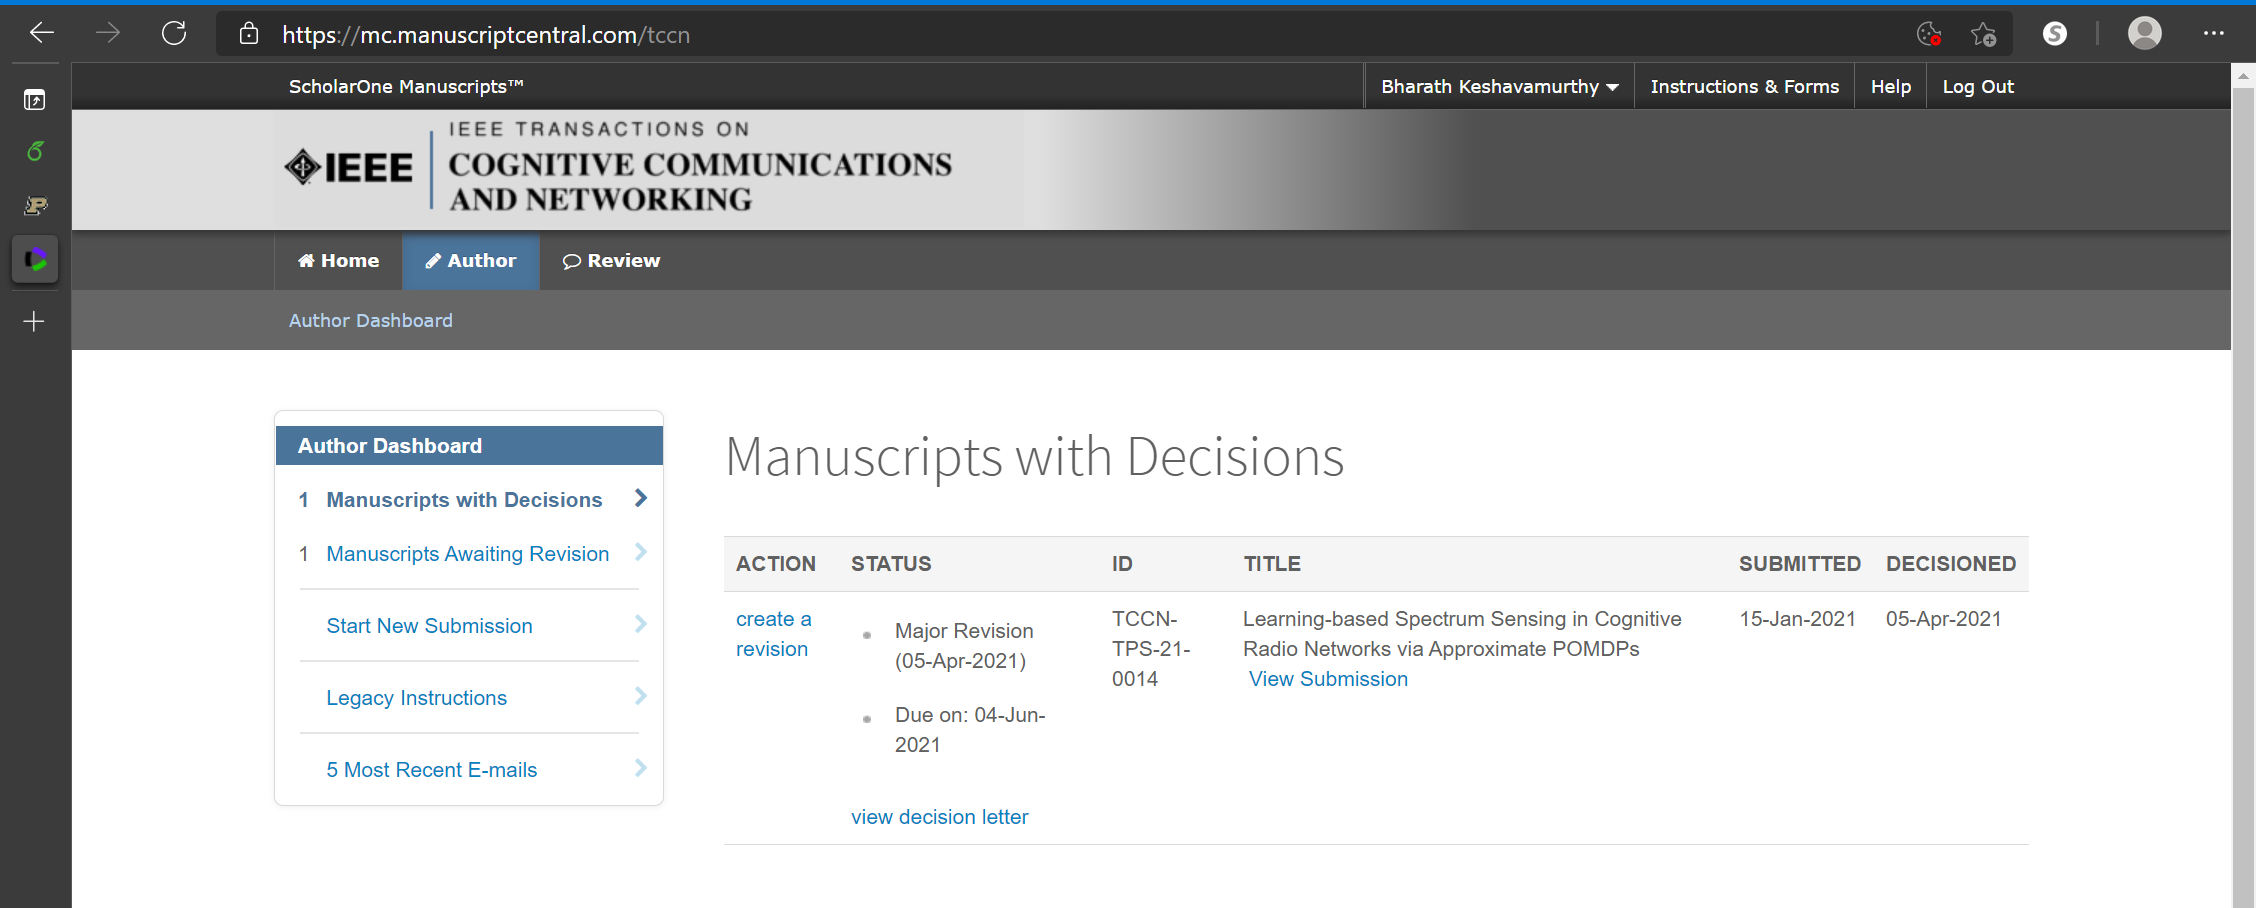 https://mc.manuscriptcentral.com/tccn
ScholarOne Manuscripts™
Bharath Keshavamurthy
Instructions & Forms
Help
Log Out
IEEE
IEEE TRANSACTIONS ON
COGNITIVE COMMUNICATIONS
AND NETWORKING
Home
Author
Review
Author Dashboard
Author Dashboard
1 Manuscripts with Decisions
1 Manuscripts Awaiting Revision
Start New Submission
Legacy Instructions
5 Most Recent E-mails
Manuscripts with Decisions
ACTION STATUS ID TITLE SUBMITTED DECISIONED
create a
revision
Major Revision
(05-Apr-2021)
Due on: 04-Jun-
2021
view decision letter
TCCN-
TPS-21-
0014
Learning-based Spectrum Sensing in Cognitive
Radio Networks via Approximate POMDPs
View Submission
15-Jan-2021
05-Apr-2021